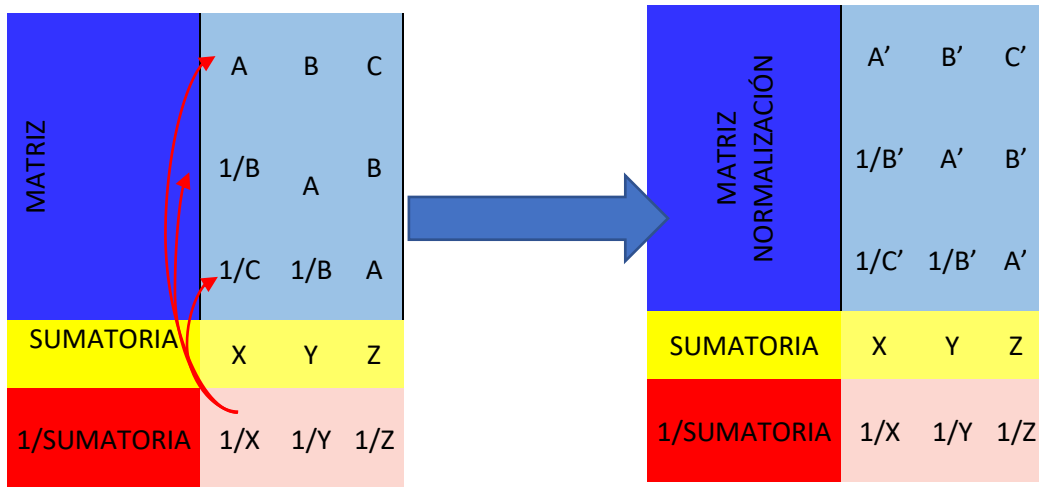 MATRIZ
A B C
1/B A B
1/C 1/B A
SUMATORIA X Y Z
1/SUMATORIA 1/X 1/Y 1/Z
MATRIZ
NORMALIZACIÓN
A’ B’ C’
1/B’ A’ B’
1/C’ 1/B’ A’
SUMATORIA X Y Z
1/SUMATORIA 1/X 1/Y 1/Z